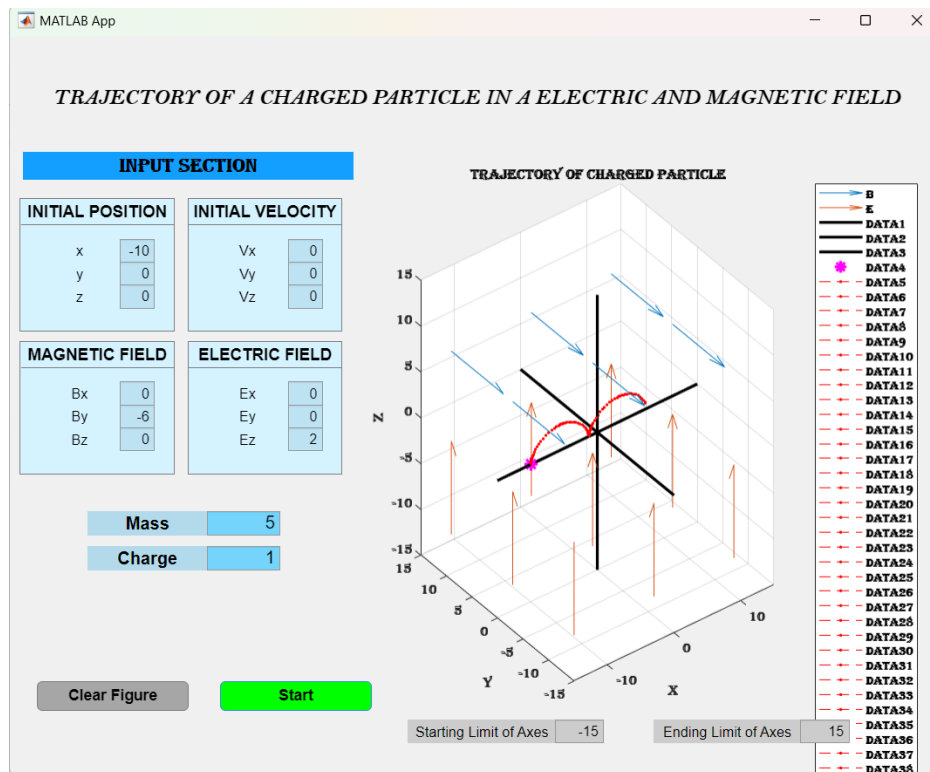 MATLAB App
TRAJECTORY OF A CHARGED PARTICLE IN A ELECTRIC AND MAGNETIC FIELD
INPUT SECTION
INITIAL POSITION
x -10
y 0
z 0
INITIAL VELOCITY
Vx 0
Vy 0
Vz 0
MAGNETIC FIELD
Bx 0
By -6
Bz 0
ELECTRIC FIELD
Ex 0
Ey 0
Ez 2
Mass 5
Charge 1
Clear Figure
Start
TRAJECTORY OF CHARGED PARTICLE
15
10
5
0
-5
-10
-15
Z
15
10
5
0
-5
-10
-15
Y
-10
0
10
X
B
E
DATA1
DATA2
DATA3
DATA4
DATA5
DATA6
DATA7
DATA8
DATA9
DATA10
DATA11
DATA12
DATA13
DATA14
DATA15
DATA16
DATA17
DATA18
DATA19
DATA20
DATA21
DATA22
DATA23
DATA24
DATA25
DATA26
DATA27
DATA28
DATA29
DATA30
DATA31
DATA32
DATA33
DATA34
DATA35
DATA36
DATA37
DATA38
Starting Limit of Axes -15
Ending Limit of Axes 15